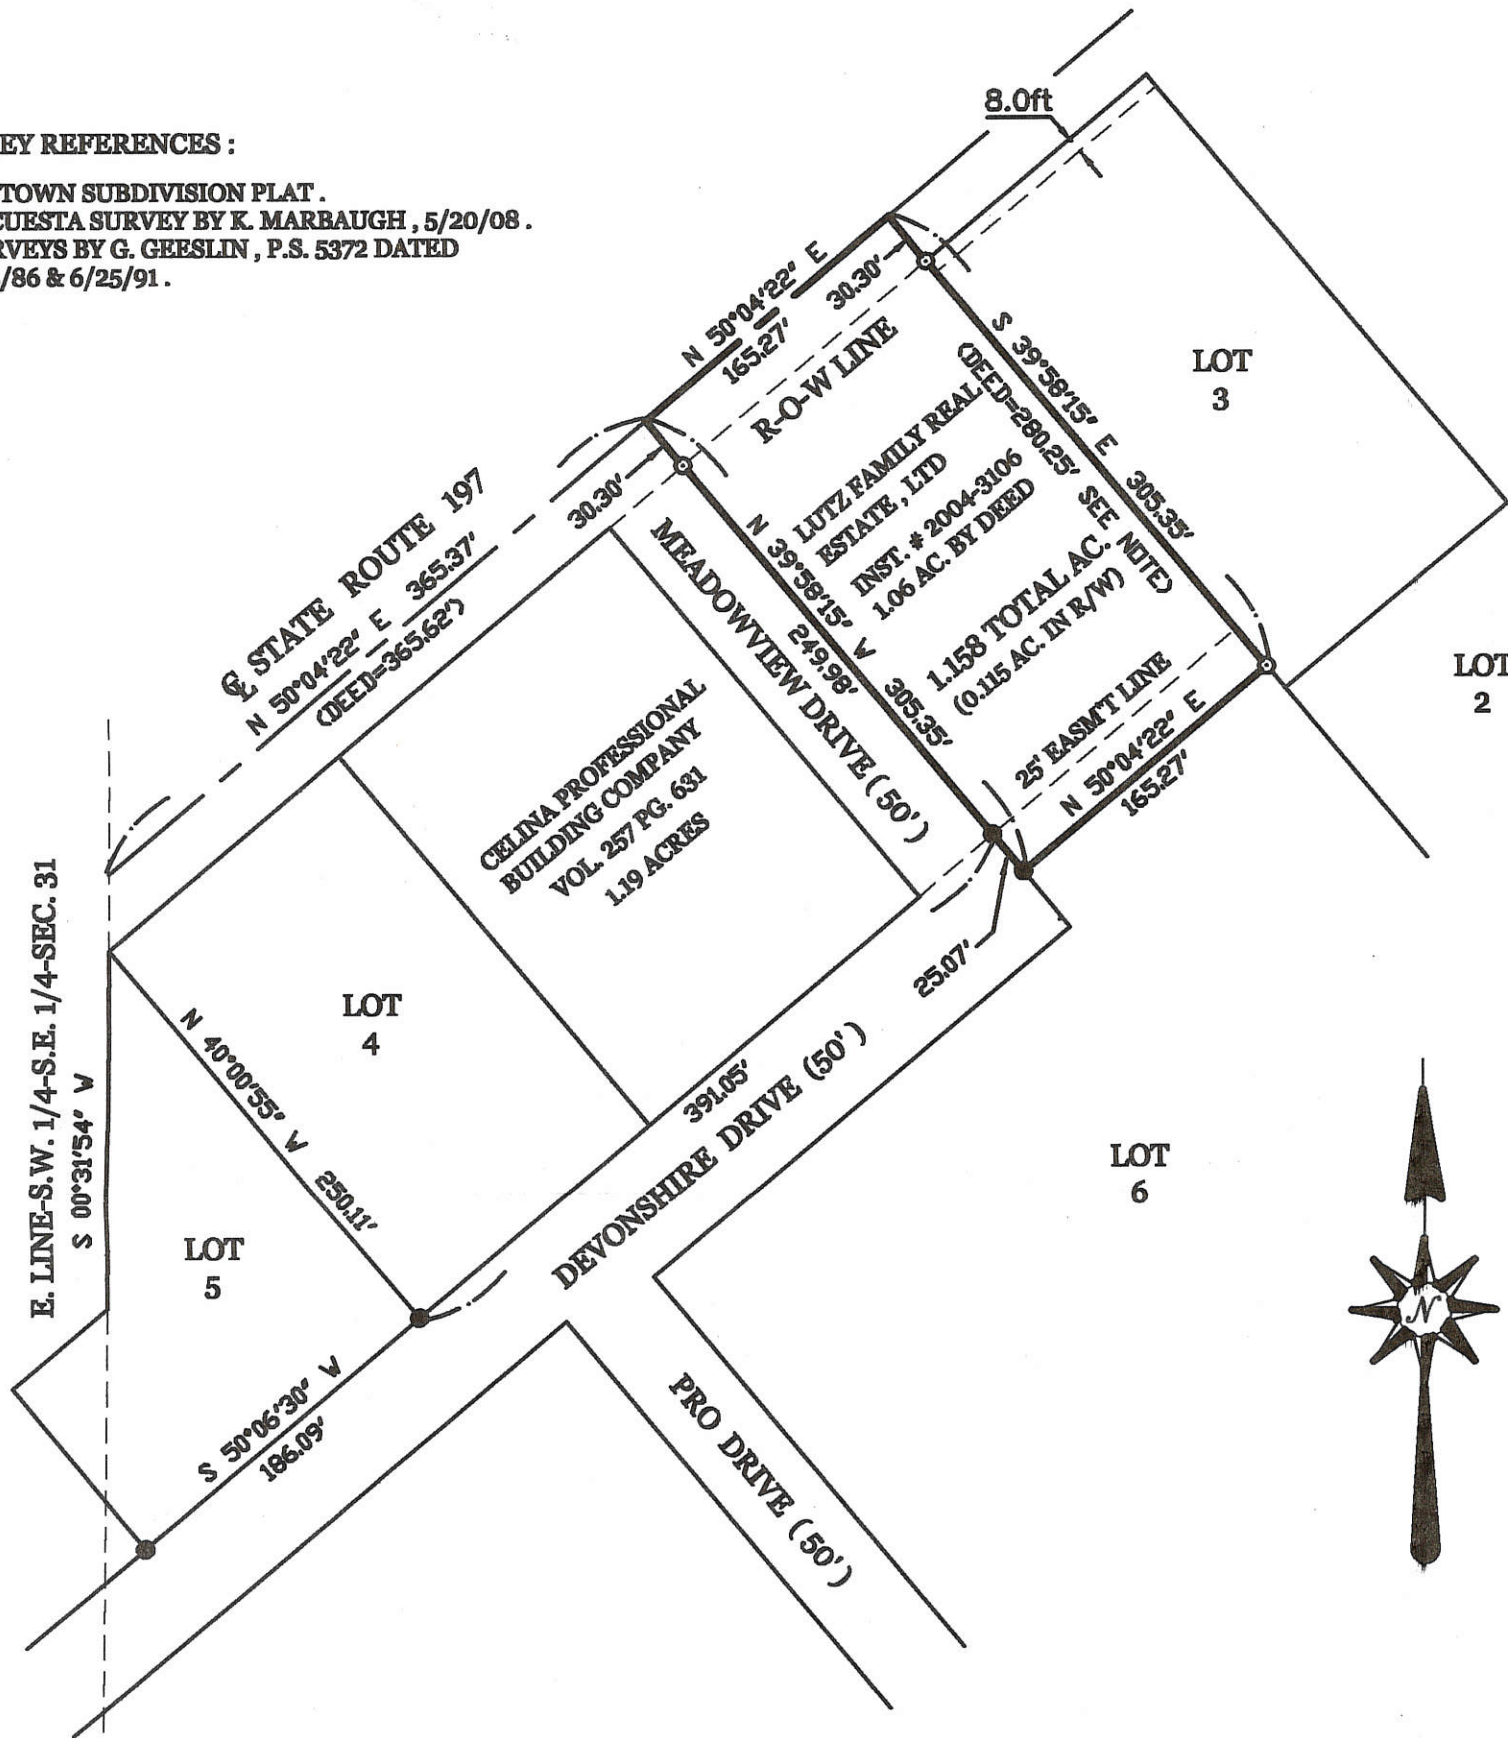 EY REFERENCES :
TOWN SUBDIVISION PLAT .
CUESTA SURVEY BY K. MARBAUGH , 5/20/08 .
RVEYS BY G. GEESLIN , P.S. 5372 DATED
/86 & 6/25/91 .
8.0ft
N 50°04'22" E
165.27'
30.30'
R-O-W LINE
S 39°58'15" E 305.35'
(DEED=280.25' SEE NOTE)
LOT
3
LUTZ FAMILY REAL
ESTATE , LTD
INST. # 2004-3106
1.06 AC. BY DEED
1.158 TOTAL AC.
(0.115 AC. IN R/W)
N 39°58'15" W 305.35'
249.98'
MEADOWVIEW DRIVE ( 50' )
25' EASM'T LINE
N 50°04'22" E
165.27'
LOT
2
℄ STATE ROUTE 197
N 50°04'22" E 365.37'
(DEED=365.62')
30.30'
CELINA PROFESSIONAL
BUILDING COMPANY
VOL. 257 PG. 631
1.19 ACRES
25.07'
E. LINE-S.W. 1/4-S.E. 1/4-SEC. 31
S 00°31'54" W
LOT
4
N 40°00'55" W 250.11'
391.05'
DEVONSHIRE DRIVE (50' )
LOT
5
LOT
6
S 50°06'30" W
186.09'
PRO DRIVE ( 50' )
N